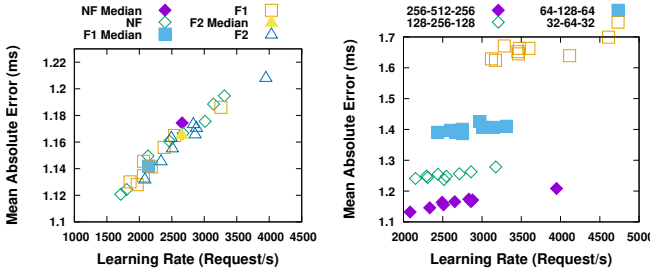 NF Median
NF
F1 Median
F1
F2 Median
F2
Mean Absolute Error (ms)
1.22
1.2
1.18
1.16
1.14
1.12
1.1
1000 1500 2000 2500 3000 3500 4000 4500
Learning Rate (Request/s)
256-512-256
128-256-128
64-128-64
32-64-32
Mean Absolute Error (ms)
1.7
1.6
1.5
1.4
1.3
1.2
1.1
2000 2500 3000 3500 4000 4500 5000
Learning Rate (Request/s)